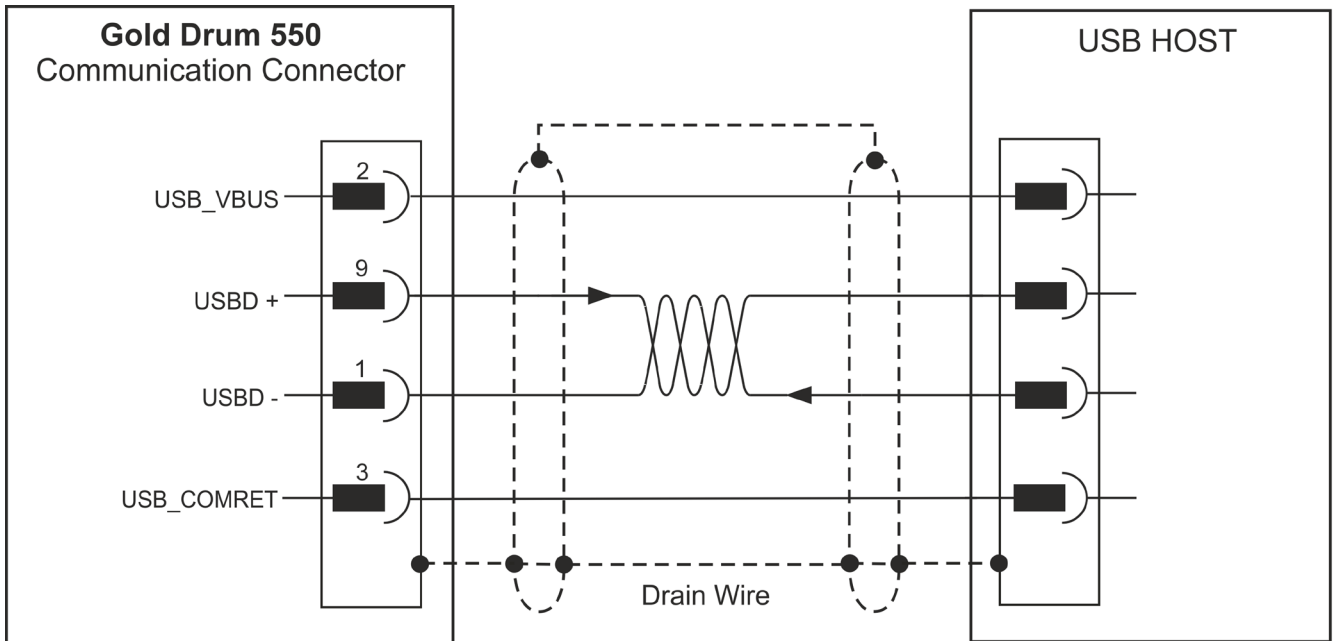 Gold Drum 550
Communication Connector
USB HOST
2
USB_VBUS
9
USBD +
1
USBD -
3
USB_COMRET
Drain Wire